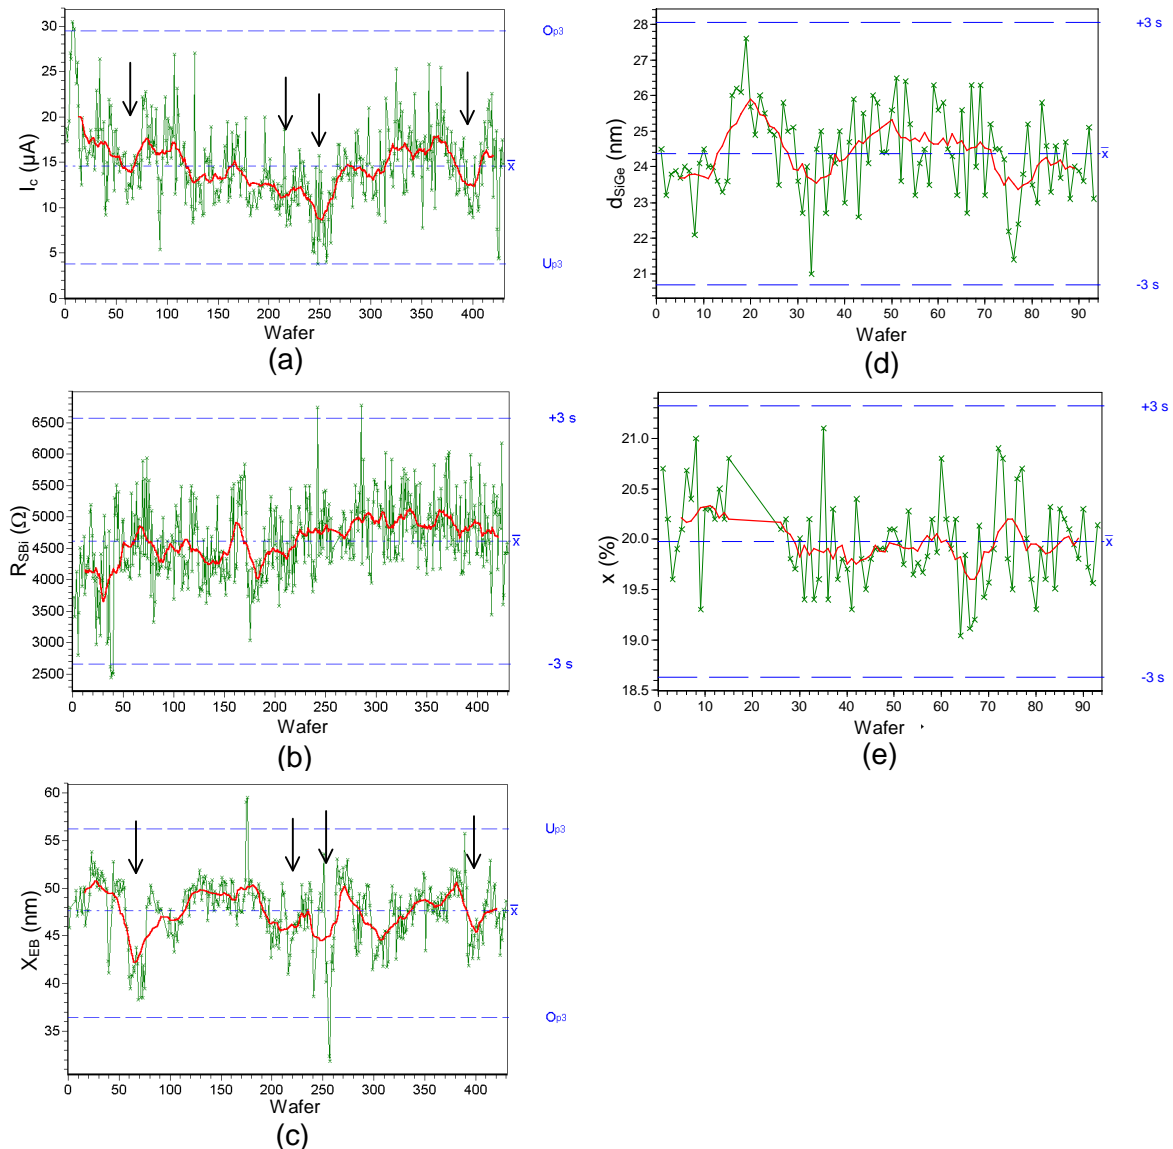 35
30
25
20
15
10
5
0
I_c (µA)
Op3
x̄
Up3
0 50 100 150 200 250 300 350 400
Wafer
(a)
28
27
26
25
24
23
22
21
d_SiGe (nm)
+3 s
x̄
-3 s
0 10 20 30 40 50 60 70 80 90
Wafer
(d)
6500
6000
5500
5000
4500
4000
3500
3000
2500
R_SBi (Ω)
+3 s
x̄
-3 s
0 50 100 150 200 250 300 350 400
Wafer
(b)
21.0
20.5
20.0
19.5
19.0
18.5
x (%)
+3 s
x̄
-3 s
0 10 20 30 40 50 60 70 80 90
Wafer
(e)
60
55
50
45
40
35
X_EB (nm)
Up3
x̄
Op3
0 50 100 150 200 250 300 350 400
Wafer
(c)